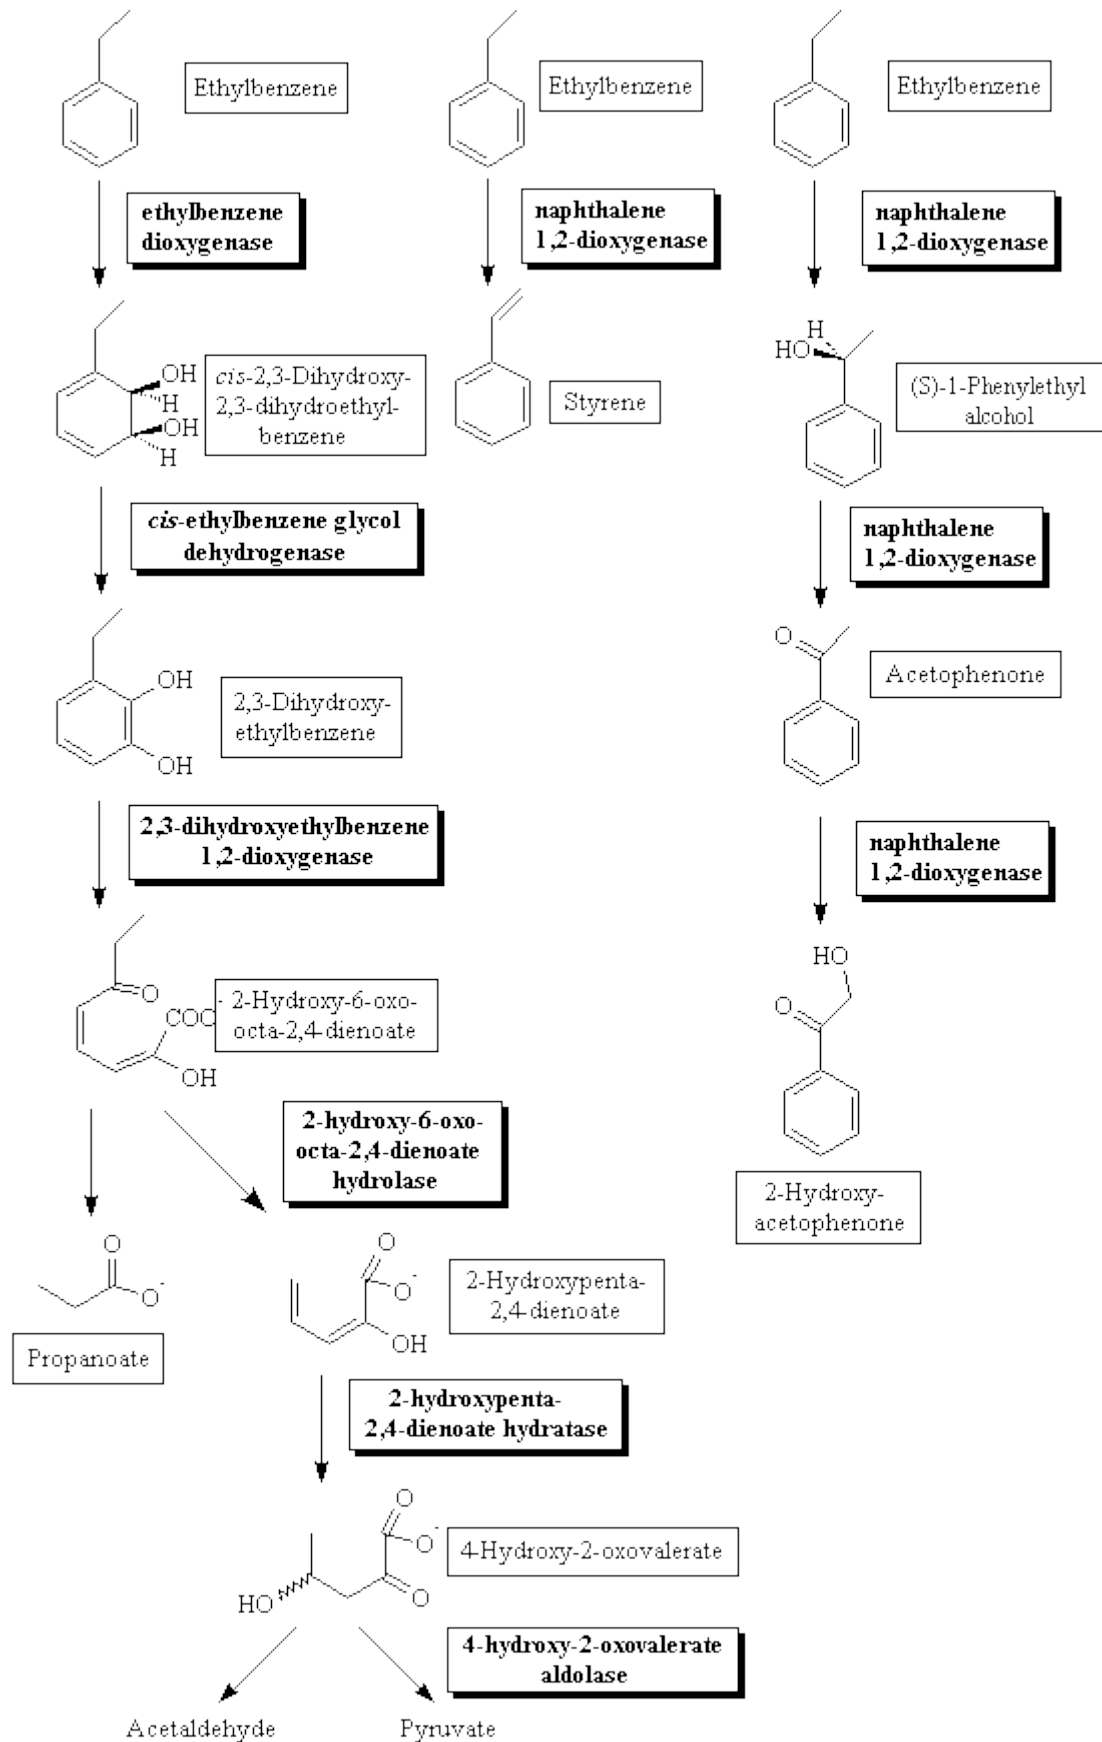 Ethylbenzene
Ethylbenzene
Ethylbenzene
ethylbenzene
dioxygenase
naphthalene
1,2-dioxygenase
naphthalene
1,2-dioxygenase
OH
H
OH
H
cis-2,3-Dihydroxy-
2,3-dihydroethyl-
benzene
Styrene
H
HO
(S)-1-Phenylethyl
alcohol
cis-ethylbenzene glycol
dehydrogenase
naphthalene
1,2-dioxygenase
OH
OH
2,3-Dihydroxy-
ethylbenzene
O
Acetophenone
2,3-dihydroxyethylbenzene
1,2-dioxygenase
naphthalene
1,2-dioxygenase
O
COO-
OH
2-Hydroxy-6-oxo-
octa-2,4-dienoate
HO
O
2-hydroxy-6-oxo-
octa-2,4-dienoate
hydrolase
2-Hydroxy-
acetophenone
O
O-
Propanoate
O
O-
OH
2-Hydroxypenta-
2,4-dienoate
2-hydroxypenta-
2,4-dienoate hydratase
O
O-
HO
O
4-Hydroxy-2-oxovalerate
4-hydroxy-2-oxovalerate
aldolase
Acetaldehyde
Pyruvate